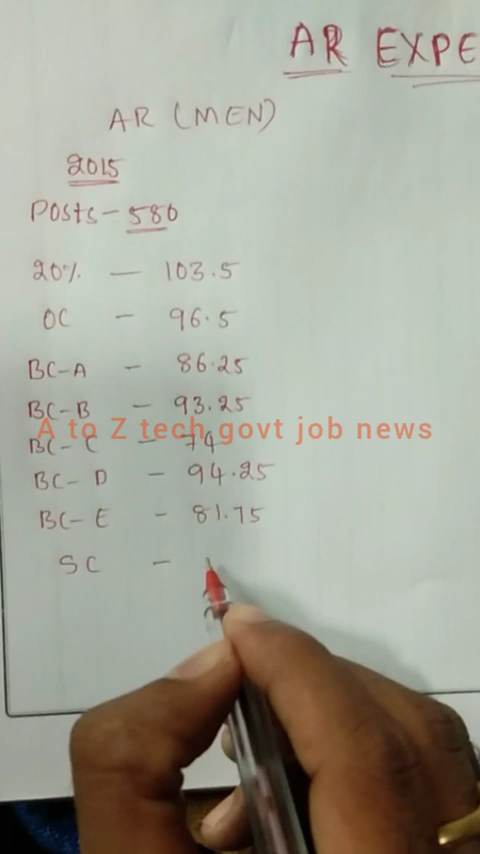 AR EXPE
AR (MEN)
2015
Posts - 580
20% - 103.5
OC - 96.5
BC-A - 86.25
BC-B - 93.25
A to Z tech govt job news
BC-C - 74
BC-D - 94.25
BC-E - 81.75
SC -